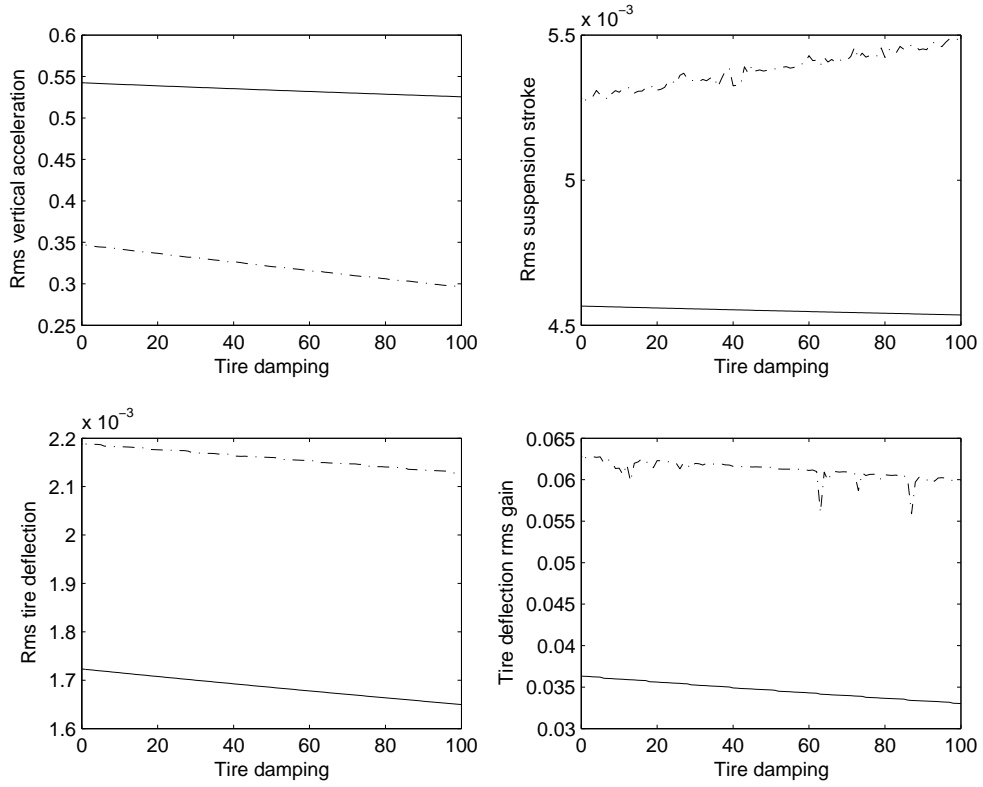 0.6
0.55
0.5
0.45
0.4
0.35
0.3
0.25
0 20 40 60 80 100
Tire damping
Rms vertical acceleration
x 10⁻³
5.5
5
4.5
0 20 40 60 80 100
Tire damping
Rms suspension stroke
x 10⁻³
2.2
2.1
2
1.9
1.8
1.7
1.6
0 20 40 60 80 100
Tire damping
Rms tire deflection
0.065
0.06
0.055
0.05
0.045
0.04
0.035
0.03
0 20 40 60 80 100
Tire damping
Tire deflection rms gain